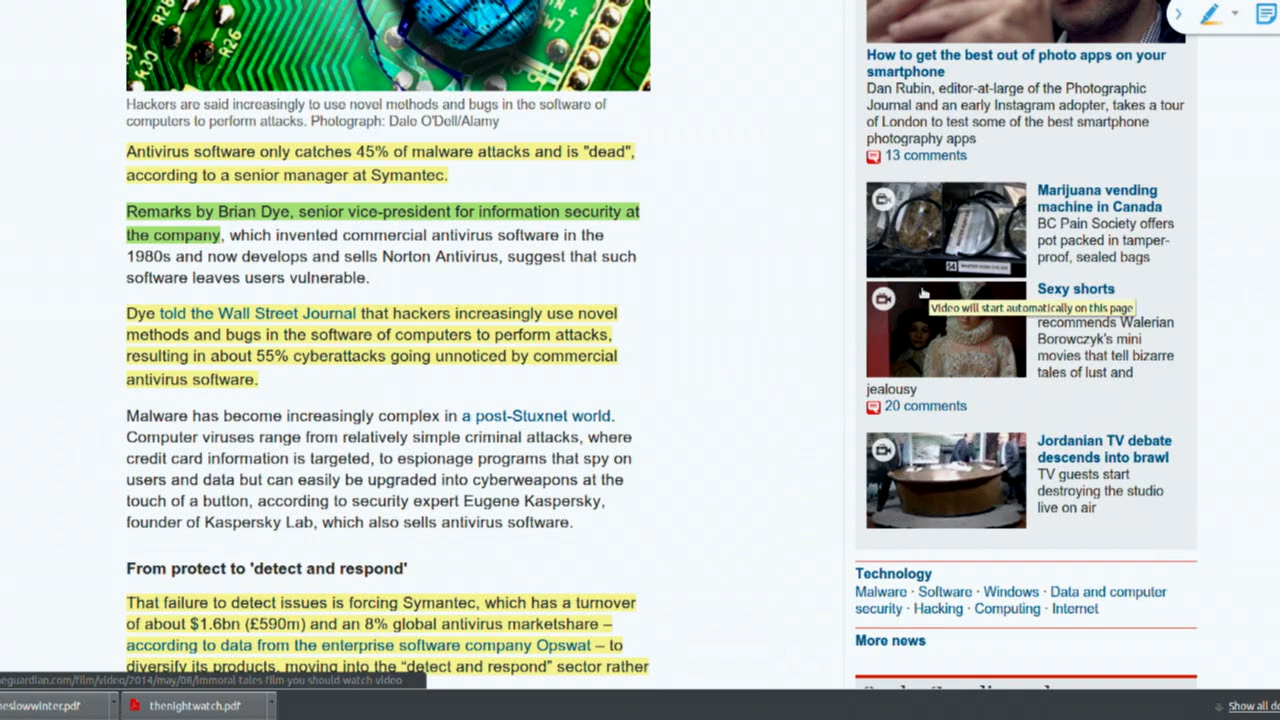 Hackers are said increasingly to use novel methods and bugs in the software of
computers to perform attacks. Photograph: Dale O'Dell/Alamy
Antivirus software only catches 45% of malware attacks and is "dead",
according to a senior manager at Symantec.
Remarks by Brian Dye, senior vice-president for information security at
the company, which invented commercial antivirus software in the
1980s and now develops and sells Norton Antivirus, suggest that such
software leaves users vulnerable.
Dye told the Wall Street Journal that hackers increasingly use novel
methods and bugs in the software of computers to perform attacks,
resulting in about 55% cyberattacks going unnoticed by commercial
antivirus software.
Malware has become increasingly complex in a post-Stuxnet world.
Computer viruses range from relatively simple criminal attacks, where
credit card information is targeted, to espionage programs that spy on
users and data but can easily be upgraded into cyberweapons at the
touch of a button, according to security expert Eugene Kaspersky,
founder of Kaspersky Lab, which also sells antivirus software.
From protect to 'detect and respond'
That failure to detect issues is forcing Symantec, which has a turnover
of about $1.6bn (£590m) and an 8% global antivirus marketshare –
according to data from the enterprise software company Opswat – to
diversify its products, moving into the “detect and respond” sector rather
How to get the best out of photo apps on your
smartphone
Dan Rubin, editor-at-large of the Photographic
Journal and an early Instagram adopter, takes a tour
of London to test some of the best smartphone
photography apps
13 comments
Marijuana vending
machine in Canada
BC Pain Society offers
pot packed in tamper-
proof, sealed bags
Sexy shorts
Video will start automatically on this page
recommends Walerian
Borowczyk's mini
movies that tell bizarre
tales of lust and
jealousy
20 comments
Jordanian TV debate
descends into brawl
TV guests start
destroying the studio
live on air
Technology
Malware · Software · Windows · Data and computer
security · Hacking · Computing · Internet
More news
eguardian.com/film/video/2014/may/08/immoral tales film you should watch video
neslowwinter.pdf
thenightwatch.pdf
Show all d
R28
R26
R30